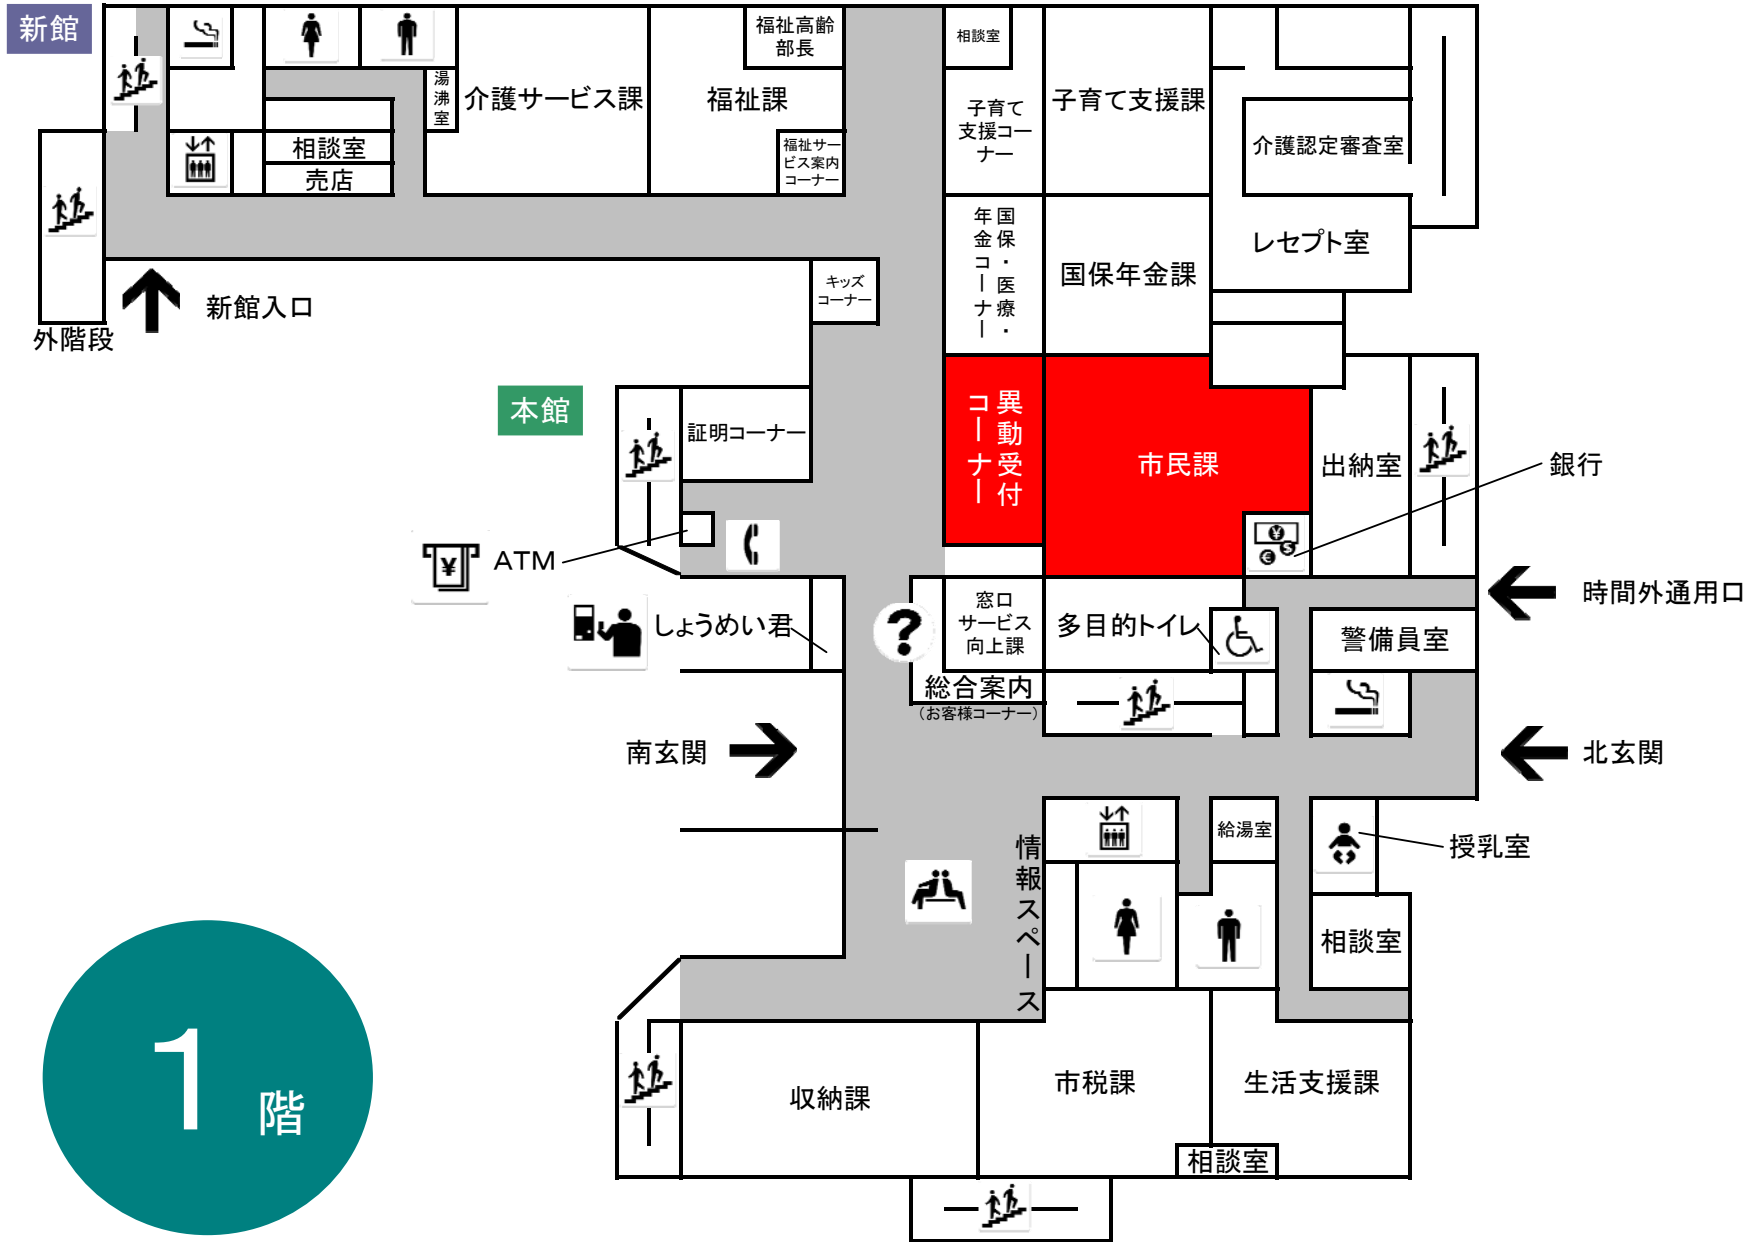 新館
福祉高齢
部長
相談室
湯沸室
介護サービス課
福祉課
子育て
支援コー
ナー
子育て支援課
介護認定審査室
相談室
売店
福祉サー
ビス案内
コーナー
国保・医療・
年金コーナー
国保年金課
レセプト室
キッズ
コーナー
新館入口
外階段
本館
証明コーナー
異動受付
コーナー
市民課
出納室
銀行
ATM
しょうめい君
窓口
サービス
向上課
多目的トイレ
時間外通用口
警備員室
総合案内
（お客様コーナー）
南玄関
北玄関
情報スペース
給湯室
授乳室
相談室
1階
収納課
市税課
生活支援課
相談室